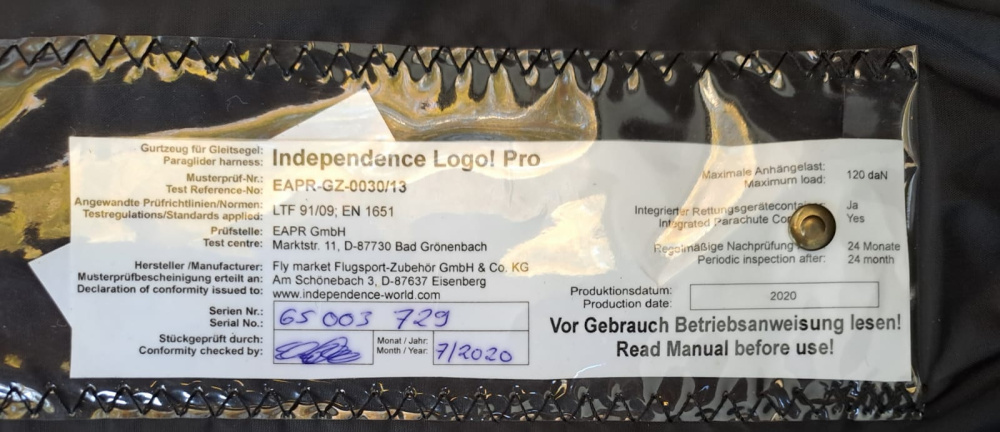 Gurtzeug für Gleitsegel:
Paraglider harness:
Independence Logo! Pro
Musterprüf-Nr.:
Test Reference-No:
EAPR-GZ-0030/13
Angewandte Prüfrichtlinien/Normen:
Testregulations/Standards applied:
LTF 91/09; EN 1651
Prüfstelle:
Test centre:
EAPR GmbH
Marktstr. 11, D-87730 Bad Grönenbach
Hersteller /Manufacturer:
Musterprüfbescheinigung erteilt an:
Declaration of conformity issued to:
Fly market Flugsport-Zubehör GmbH & Co. KG
Am Schönebach 3, D-87637 Eisenberg
www.independence-world.com
Serien Nr.:
Serial No.:
65 003 729
Stückgeprüft durch:
Conformity checked by:
Monat / Jahr:
Month / Year:
7/2020
Maximale Anhängelast:
Maximum load:
120 daN
Integrierter
Integrated Parachute
Ja
Yes
Regelmäßige Nachprüfung
Periodic inspection after:
24 Monate
24 month
Produktionsdatum:
Production date:
2020
Vor Gebrauch Betriebsanweisung lesen!
Read Manual before use!